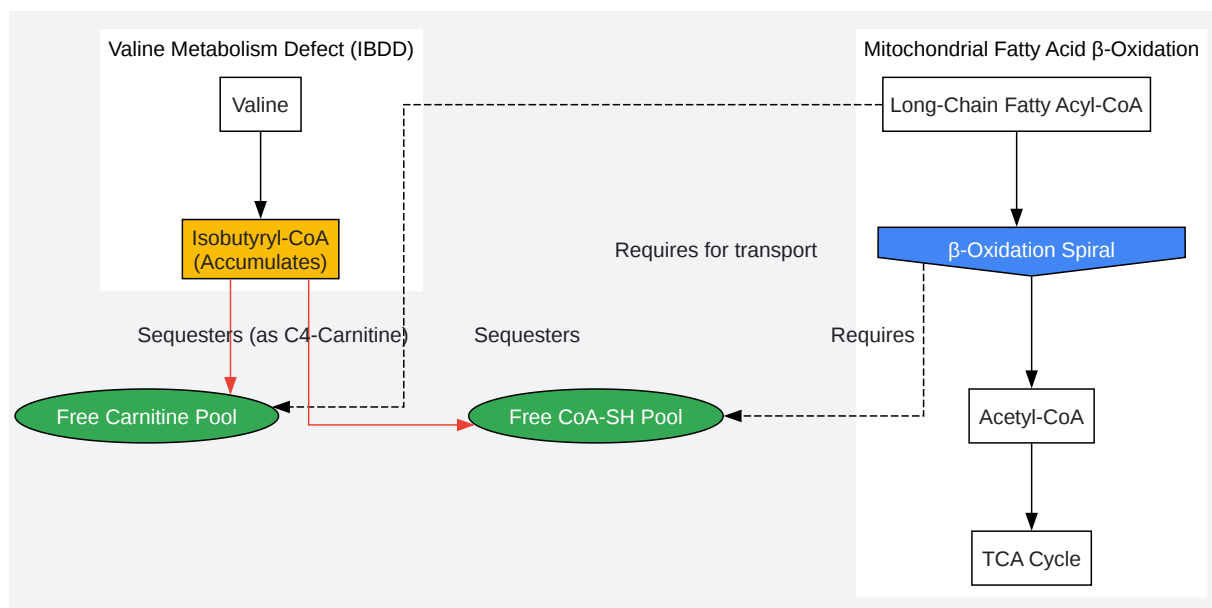 Valine Metabolism Defect (IBDD)
Mitochondrial Fatty Acid β-Oxidation
Valine
Long-Chain Fatty Acyl-CoA
Isobutyryl-CoA
(Accumulates)
Requires for transport
β-Oxidation Spiral
Sequesters (as C4-Carnitine)
Sequesters
Requires
Free Carnitine Pool
Free CoA-SH Pool
Acetyl-CoA
TCA Cycle